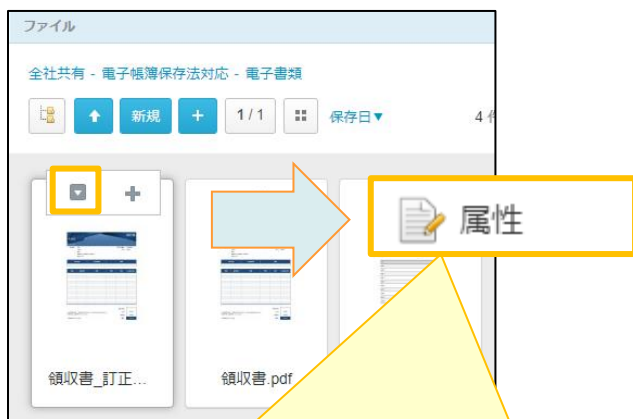 ファイル
全社共有 - 電子帳簿保存法対応 - 電子書類
新規 + 1 / 1 保存日▼ 4 件
+
属性
領収書_訂正...
領収書.pdf